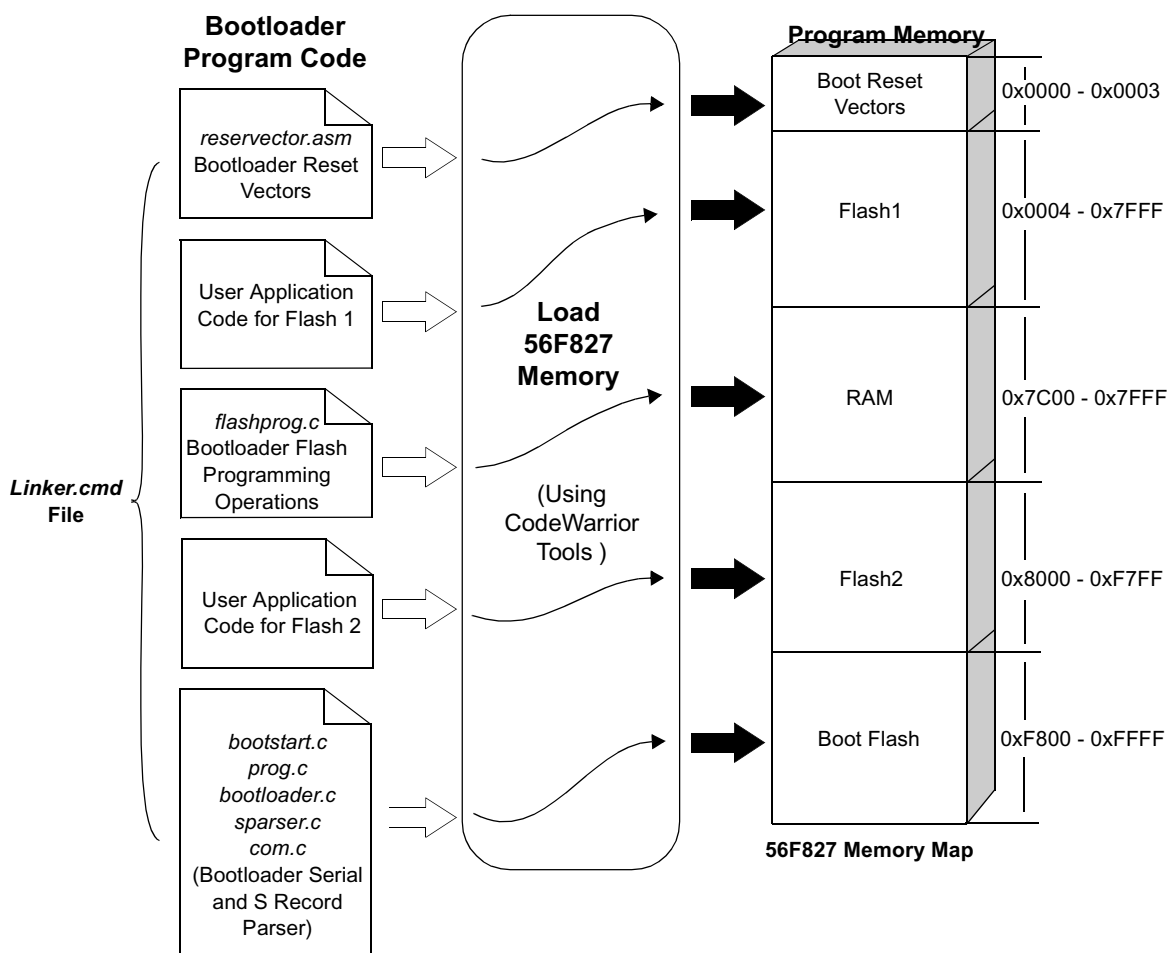 Bootloader
Program Code
reservector.asm
Bootloader Reset
Vectors
User Application
Code for Flash 1
flashprog.c
Bootloader Flash
Programming
Operations
User Application
Code for Flash 2
bootstart.c
prog.c
bootloader.c
sparser.c
com.c
(Bootloader Serial
and S Record
Parser)
Linker.cmd
File
Load
56F827
Memory
(Using
CodeWarrior
Tools )
Program Memory
Boot Reset
Vectors
0x0000 - 0x0003
Flash1
0x0004 - 0x7FFF
RAM
0x7C00 - 0x7FFF
Flash2
0x8000 - 0xF7FF
Boot Flash
0xF800 - 0xFFFF
56F827 Memory Map